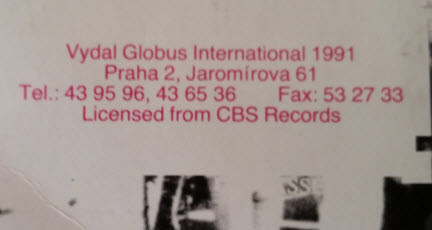 Vydal Globus International 1991
Praha 2, Jaromírova 61
Tel.: 43 95 96, 43 65 36 Fax: 53 27 33
Licensed from CBS Records